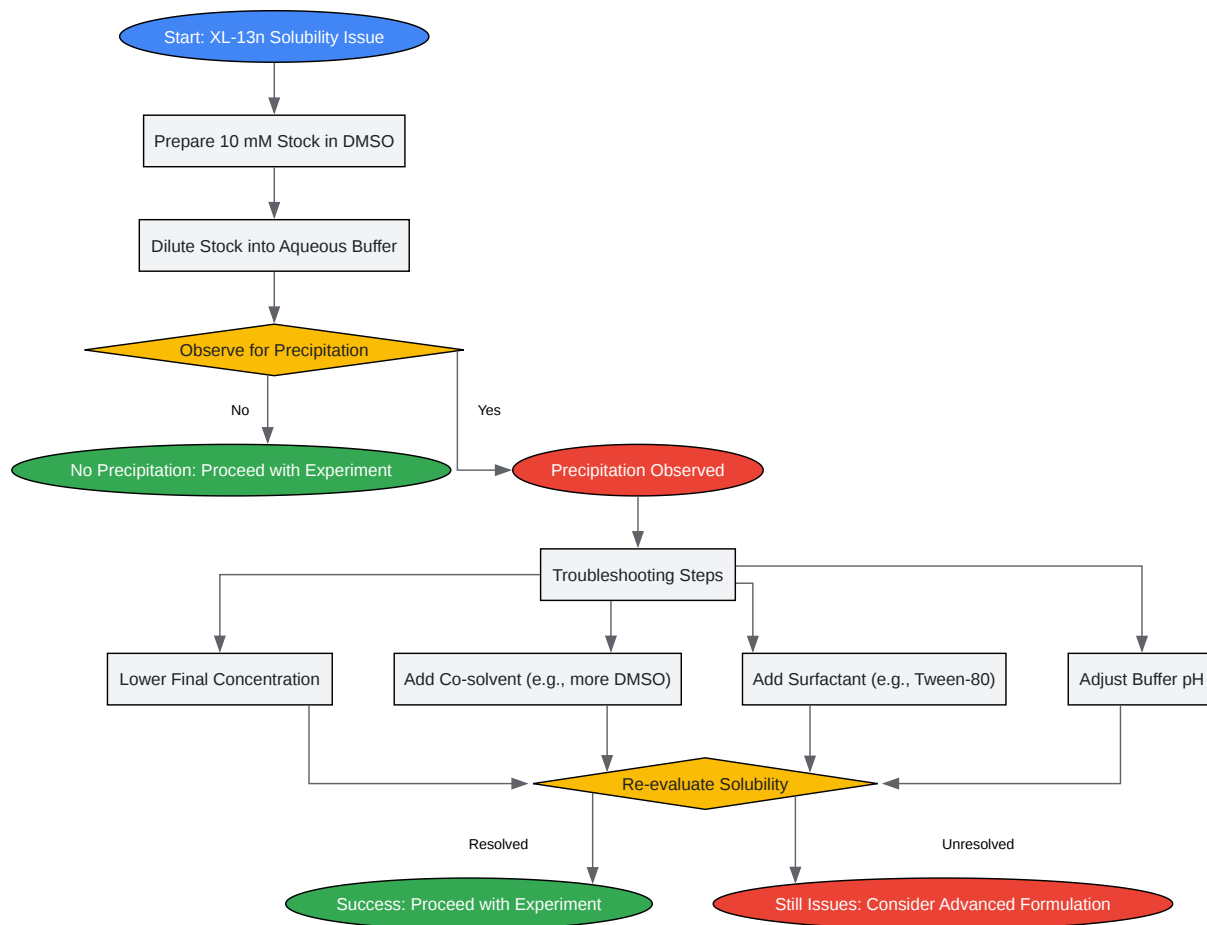 Start: XL-13n Solubility Issue
Prepare 10 mM Stock in DMSO
Dilute Stock into Aqueous Buffer
Observe for Precipitation
No
Yes
No Precipitation: Proceed with Experiment
Precipitation Observed
Troubleshooting Steps
Lower Final Concentration
Add Co-solvent (e.g., more DMSO)
Add Surfactant (e.g., Tween-80)
Adjust Buffer pH
Re-evaluate Solubility
Resolved
Unresolved
Success: Proceed with Experiment
Still Issues: Consider Advanced Formulation